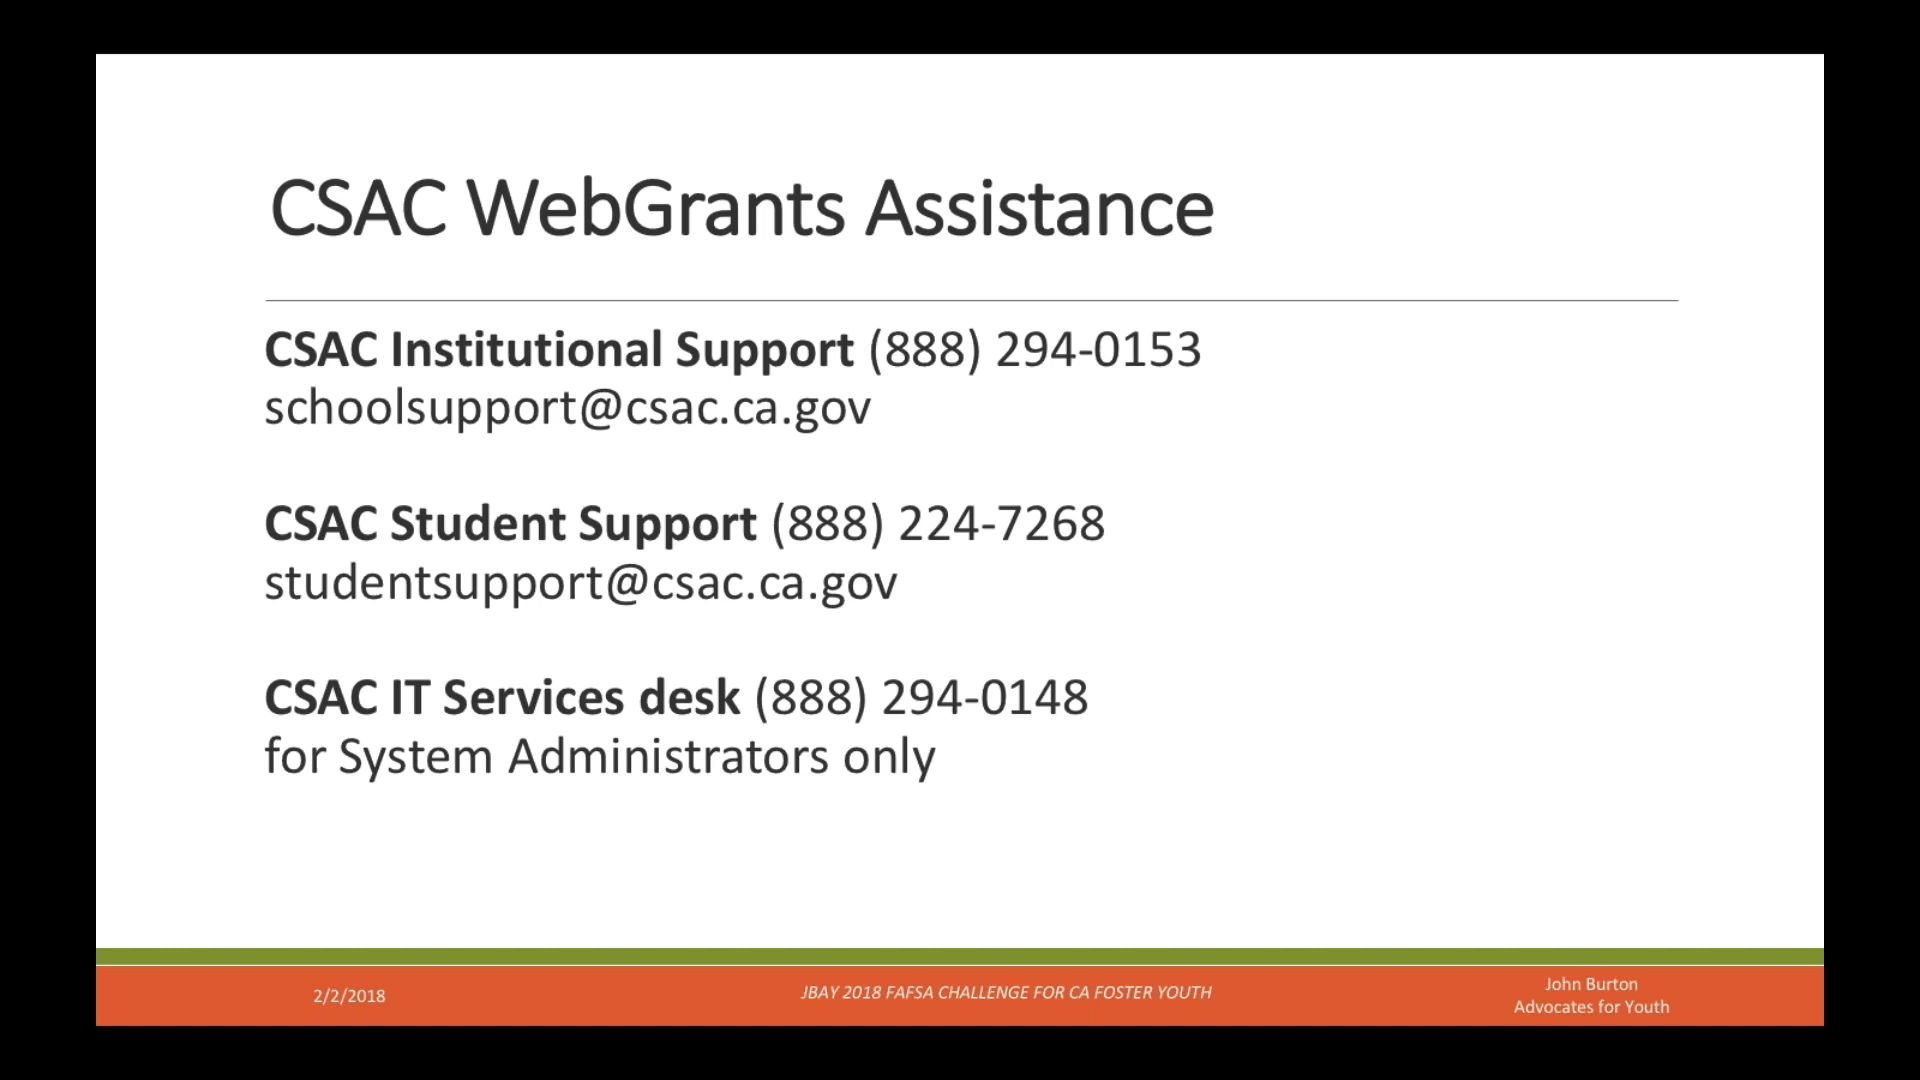 CSAC WebGrants Assistance
CSAC Institutional Support (888) 294-0153
schoolsupport@csac.ca.gov
CSAC Student Support (888) 224-7268
studentsupport@csac.ca.gov
CSAC IT Services desk (888) 294-0148
for System Administrators only
2/2/2018
JBAY 2018 FAFSA CHALLENGE FOR CA FOSTER YOUTH
John Burton
Advocates for Youth